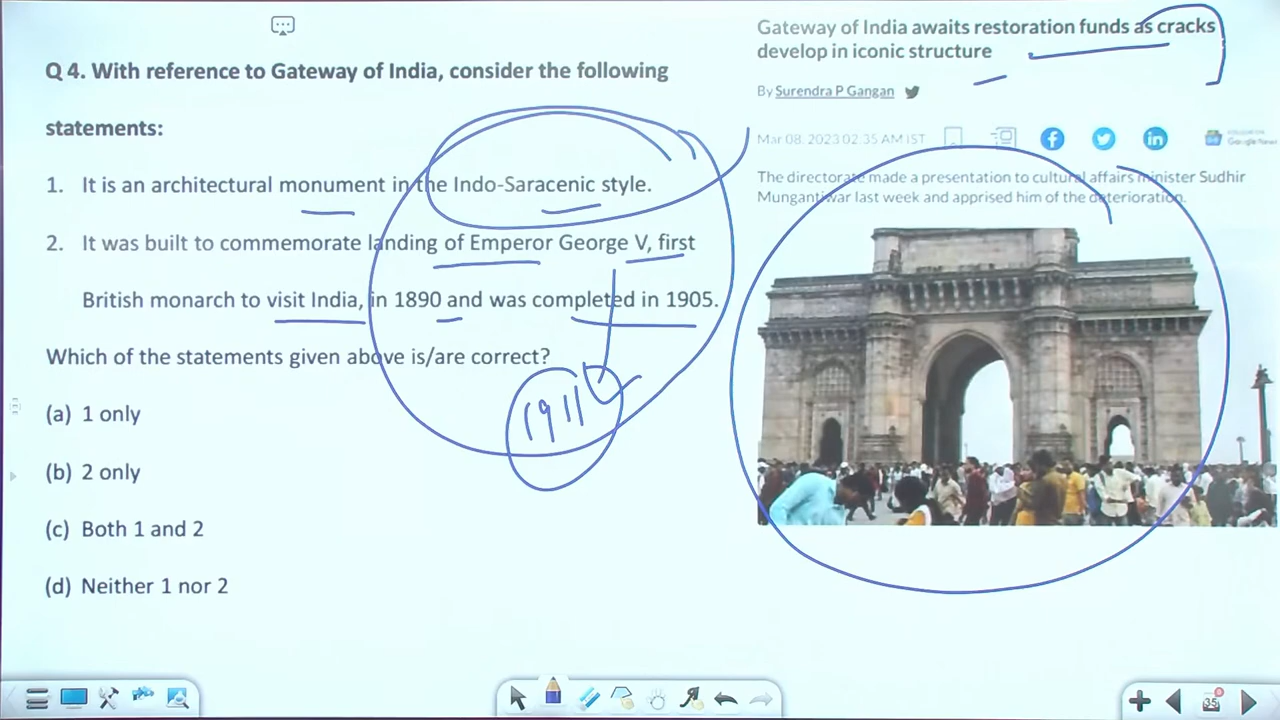 Q 4. With reference to Gateway of India, consider the following
statements:
1. It is an architectural monument in the Indo-Saracenic style.
2. It was built to commemorate landing of Emperor George V, first
British monarch to visit India, in 1890 and was completed in 1905.
Which of the statements given above is/are correct?
(a) 1 only
(b) 2 only
(c) Both 1 and 2
(d) Neither 1 nor 2
1911
Gateway of India awaits restoration funds as cracks
develop in iconic structure
By Surendra P Gangan
Mar 08, 2023 02:35 AM IST
FOLLOW ON
Google News
The directorate made a presentation to cultural affairs minister Sudhir
Mungantiwar last week and apprised him of the deterioration.
35